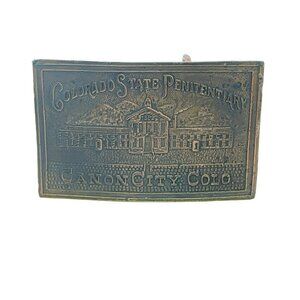 COLORADO STATE PENITENTIARY
CANON CITY, COLO